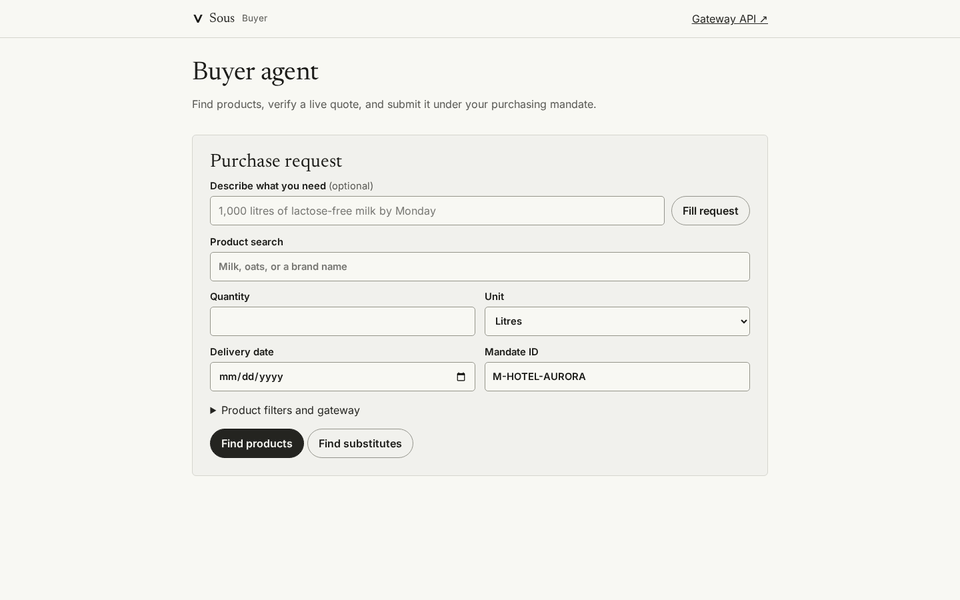 Sous Buyer
Gateway API ↗
Buyer agent
Find products, verify a live quote, and submit it under your purchasing mandate.
Purchase request
Describe what you need (optional)
1,000 litres of lactose-free milk by Monday
Fill request
Product search
Milk, oats, or a brand name
Quantity
Unit
Litres
Delivery date
Mandate ID
mm/dd/yyyy
M-HOTEL-AURORA
Product filters and gateway
Find products
Find substitutes